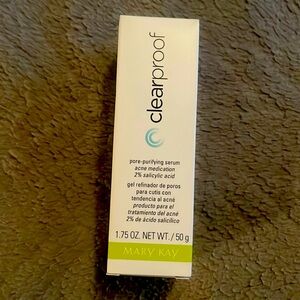 clearproof
pore-purifying serum
acne medication
2% salicylic acid
gel refinador de poros
para cutis con
tendencia al acné
producto para el
tratamiento del acné
2% de ácido salicílico
1.75 OZ. NET WT. / 50 g
MARY KAY